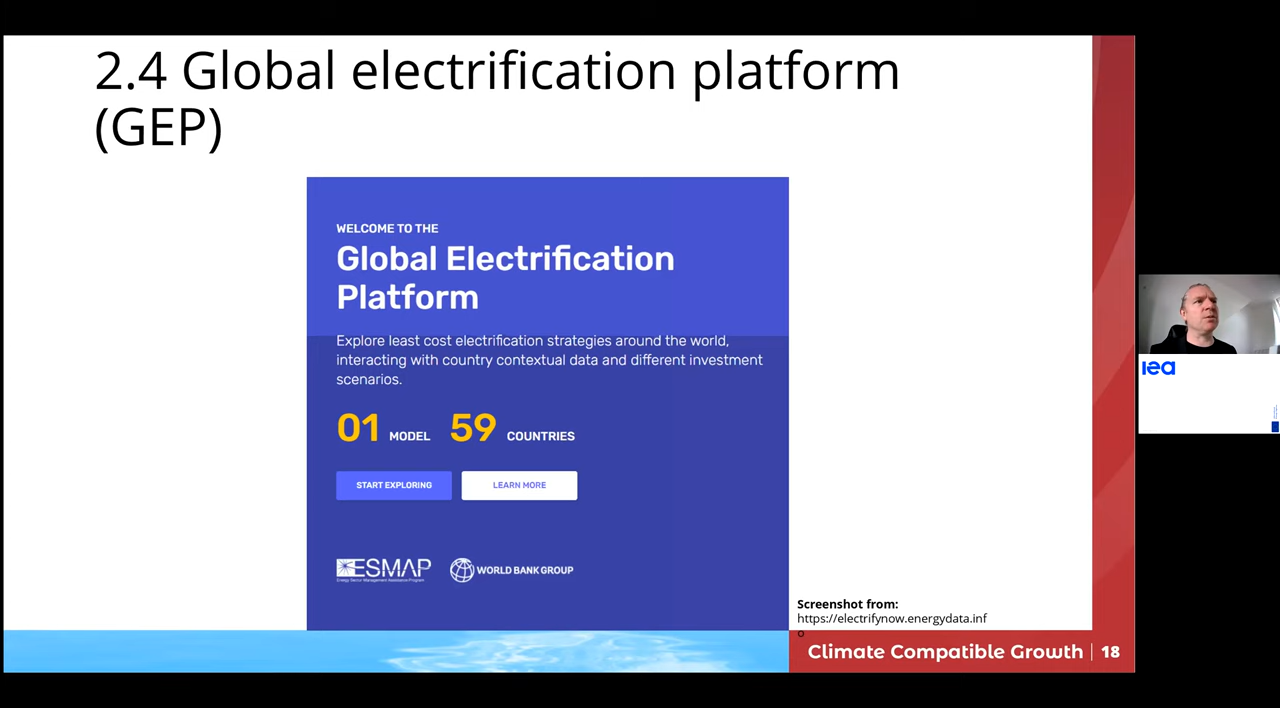 2.4 Global electrification platform
(GEP)
WELCOME TO THE
Global Electrification
Platform
Explore least cost electrification strategies around the world,
interacting with country contextual data and different investment
scenarios.
01 MODEL 59 COUNTRIES
START EXPLORING LEARN MORE
ESMAP
Energy Sector Management Assistance Program
WORLD BANK GROUP
Screenshot from:
https://electrifynow.energydata.inf
o
Climate Compatible Growth 18
iea